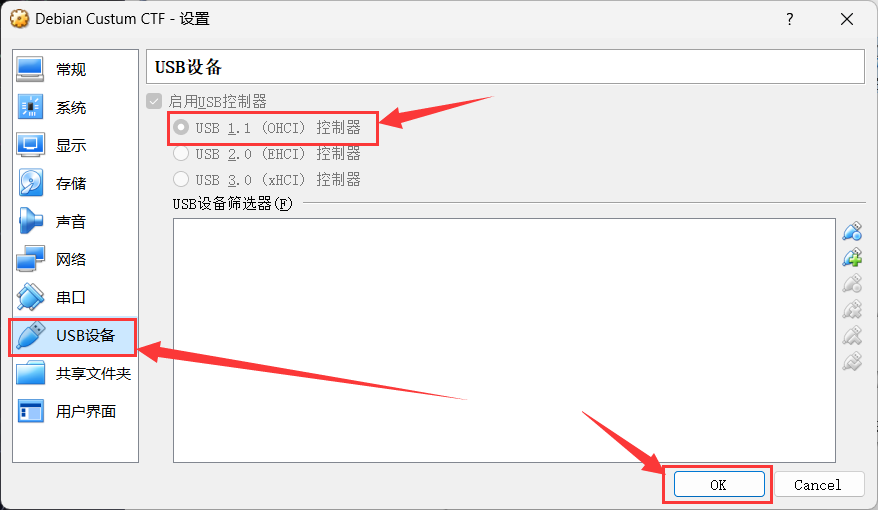 Debian Custum CTF - 设置
?
常规
系统
显示
存储
声音
网络
串口
USB设备
共享文件夹
用户界面
USB设备
启用USB控制器
USB 1.1 (OHCI) 控制器
USB 2.0 (EHCI) 控制器
USB 3.0 (xHCI) 控制器
USB设备筛选器(F)
OK
Cancel